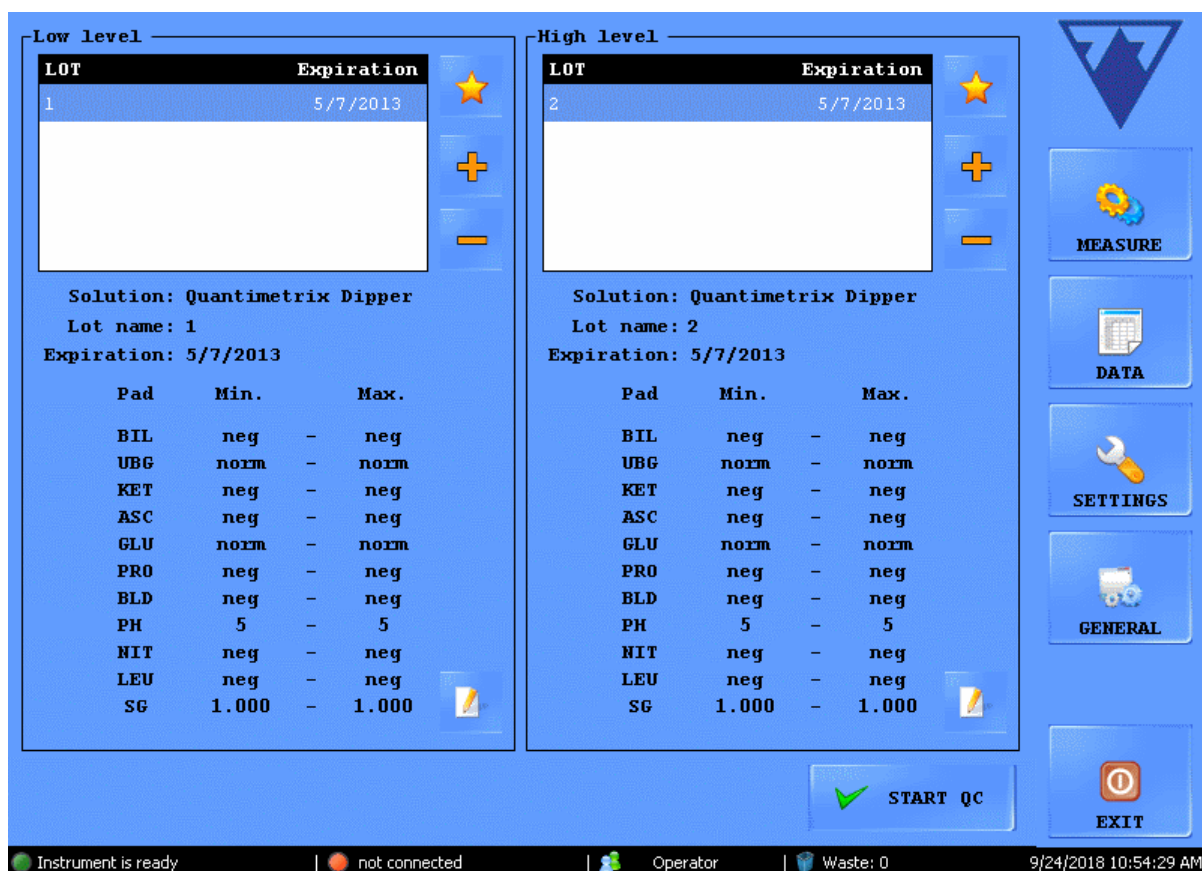 Low level
LOT Expiration
1 5/7/2013
Solution: Quantimetrix Dipper
Lot name: 1
Expiration: 5/7/2013
Pad Min. Max.
BIL neg - neg
UBG norm - norm
KET neg - neg
ASC neg - neg
GLU norm - norm
PRO neg - neg
BLD neg - neg
PH 5 - 5
NIT neg - neg
LEU neg - neg
SG 1.000 - 1.000
High level
LOT Expiration
2 5/7/2013
Solution: Quantimetrix Dipper
Lot name: 2
Expiration: 5/7/2013
Pad Min. Max.
BIL neg - neg
UBG norm - norm
KET neg - neg
ASC neg - neg
GLU norm - norm
PRO neg - neg
BLD neg - neg
PH 5 - 5
NIT neg - neg
LEU neg - neg
SG 1.000 - 1.000
START QC
MEASURE
DATA
SETTINGS
GENERAL
EXIT
Instrument is ready | not connected | Operator | Waste: 0 9/24/2018 10:54:29 AM